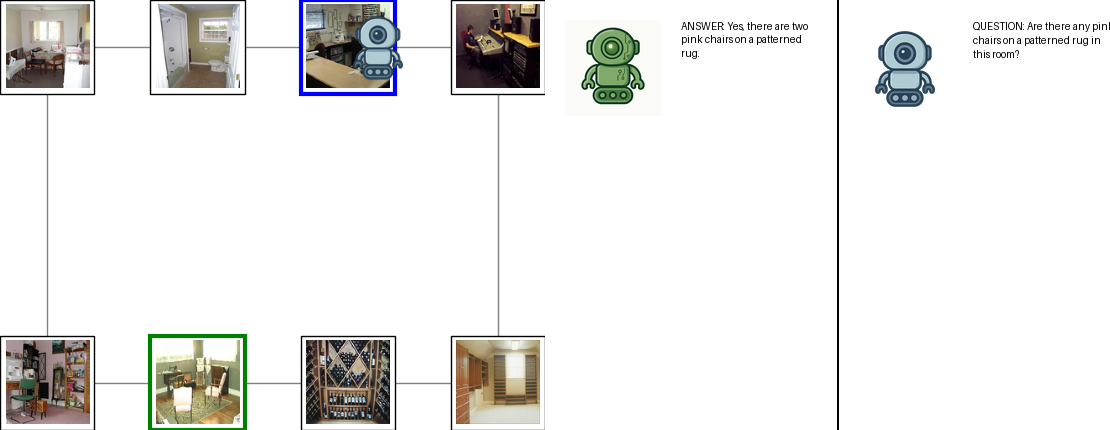 ANSWER: Yes, there are two
pink chairs on a patterned
rug.
QUESTION: Are there any pin
chairs on a patterned rug in
this room?